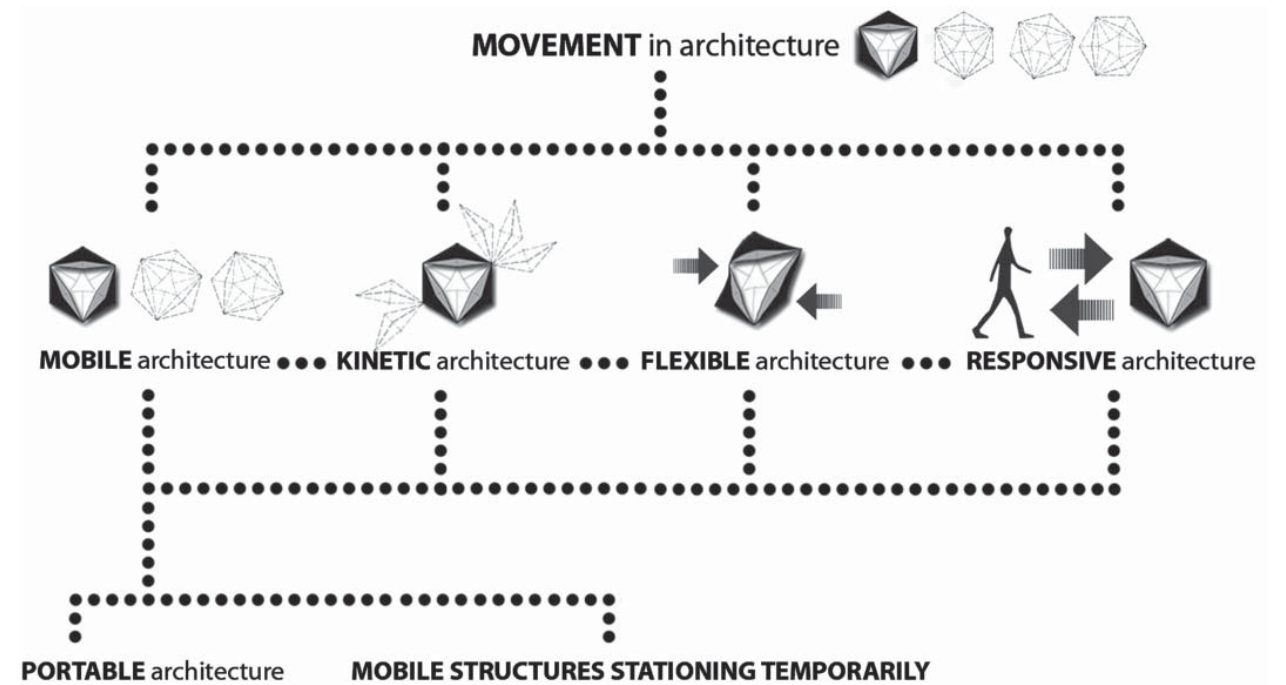 MOVEMENT in architecture
MOBILE architecture
KINETIC architecture
FLEXIBLE architecture
RESPONSIVE architecture
PORTABLE architecture
MOBILE STRUCTURES STATIONING TEMPORARILY